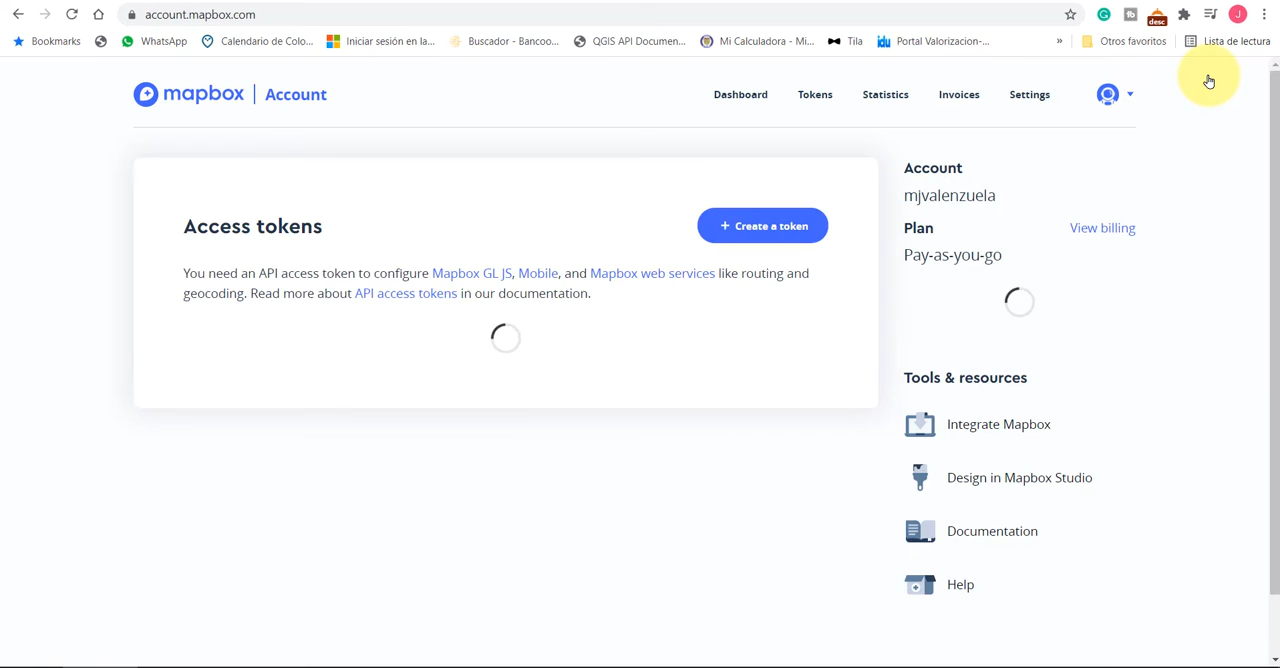 account.mapbox.com
desc
J
Bookmarks
WhatsApp
Calendario de Colo...
Iniciar sesión en la...
Buscador - Bancoo...
QGIS API Documen...
Mi Calculadora - Mi...
Tila
Portal Valorizacion-...
»
Otros favoritos
Lista de lectura
mapbox | Account
Dashboard
Tokens
Statistics
Invoices
Settings
Access tokens
+ Create a token
You need an API access token to configure Mapbox GL JS, Mobile, and Mapbox web services like routing and
geocoding. Read more about API access tokens in our documentation.
Account
mjvalenzuela
Plan
View billing
Pay-as-you-go
Tools & resources
Integrate Mapbox
Design in Mapbox Studio
Documentation
Help